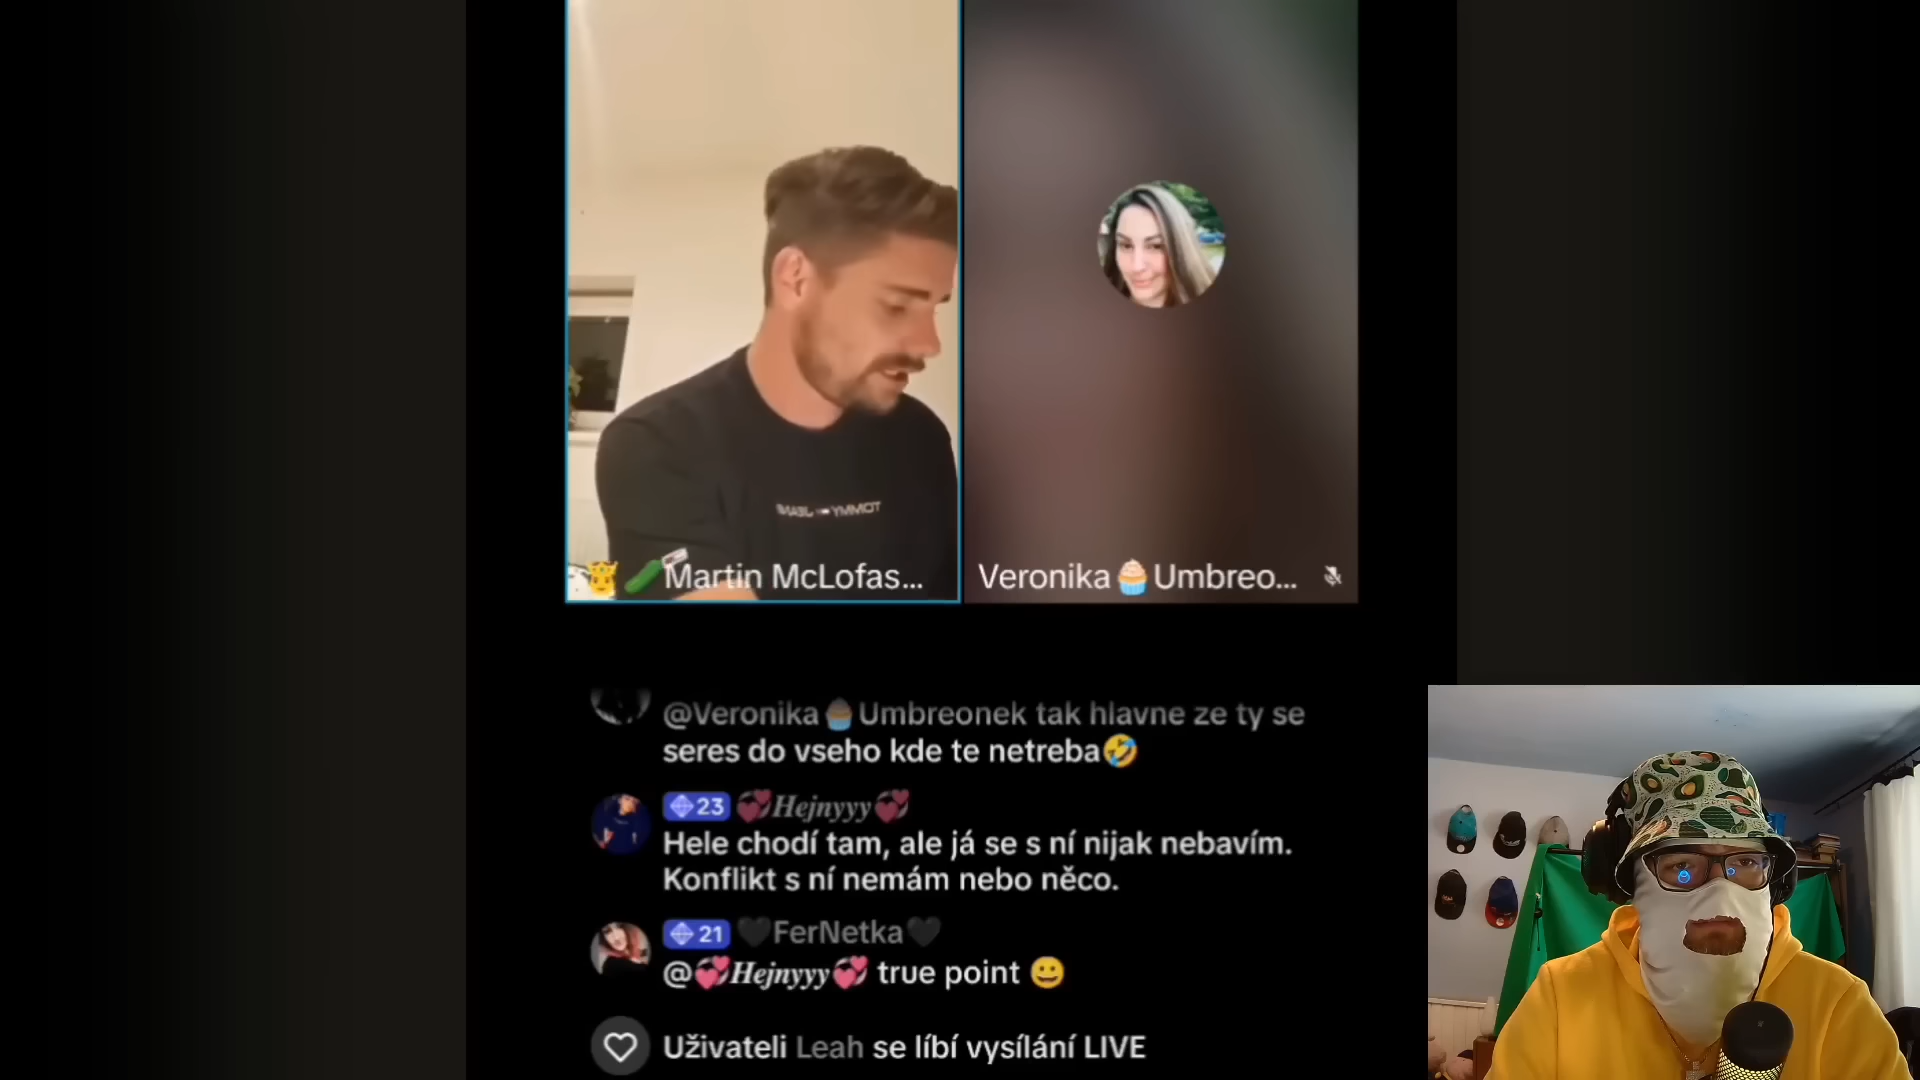 TOMMY JEANS
Martin McLofas...
Veronika🧁Umbreo...
@Veronika🧁Umbreonek tak hlavne ze ty se
seres do vseho kde te netreba🤣
23 💞Hejnyyy💞
Hele chodí tam, ale já se s ní nijak nebavím.
Konflikt s ní nemám nebo něco.
21 🖤FerNetka🖤
@💞Hejnyyy💞 true point 😀
Uživateli Leah se líbí vysílání LIVE